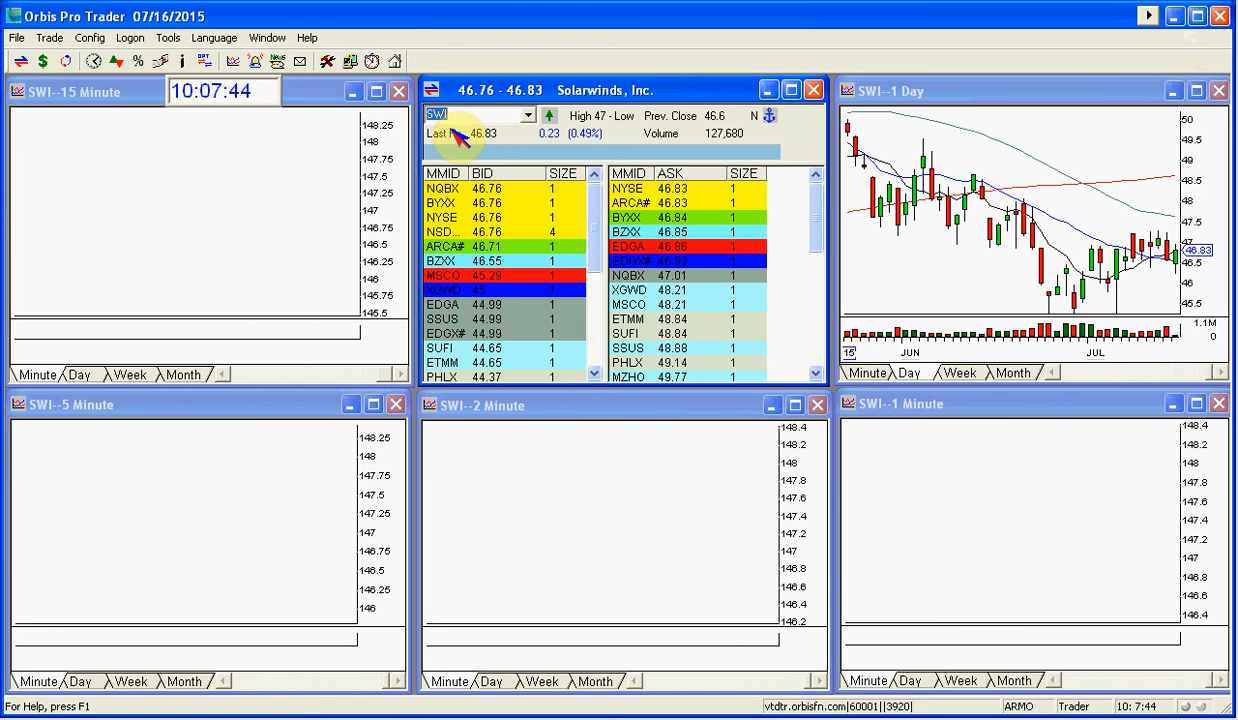 Orbis Pro Trader 07/16/2015
File Trade Config Logon Tools Language Window Help
SWI--15 Minute
10:07:44
148.25
148
147.75
147.5
147.25
147
146.75
146.5
146.25
146
145.75
145.5
Minute Day Week Month
46.76 - 46.83 Solarwinds, Inc.
SWI High 47 - Low Prev. Close 46.6 N
46.83 0.23 (0.49%) Volume 127,680
MMID BID SIZE MMID ASK SIZE
NQBX 46.76 1 NYSE 46.83 1
BYXX 46.76 1 ARCA# 46.83 1
NYSE 46.76 1 BYXX 46.84 1
NSD... 46.76 4 BZXX 46.85 1
ARCA# 46.71 1 EDGA 46.86 1
BZXX 46.55 1 EDGX# 46.92 1
MSCO 45.29 1 NQBX 47.01 1
XGWD 45 1 XGWD 48.21 1
EDGA 44.99 1 MSCO 48.21 1
SSUS 44.99 1 ETMM 48.84 1
EDGX# 44.99 1 SUFI 48.84 1
SUFI 44.65 1 SSUS 48.88 1
ETMM 44.65 1 PHLX 49.14 1
PHLX 44.37 1 MZHO 49.77 1
SWI--1 Day
50
49.5
49
48.5
48
47.5
47
46.83
46.5
46
45.5
1.1M
0
15 JUN JUL
Minute Day Week Month
SWI--5 Minute
148.25
148
147.75
147.5
147.25
147
146.75
146.5
146.25
146
Minute Day Week Month
SWI--2 Minute
148.4
148.2
148
147.8
147.6
147.4
147.2
147
146.8
146.6
146.4
146.2
Minute Day Week Month
SWI--1 Minute
148.4
148.2
148
147.8
147.6
147.4
147.2
147
146.8
146.6
146.4
Minute Day Week Month
For Help, press F1 vtdtr.orbisfn.com|60001||3920| ARMO Trader 10: 7:44